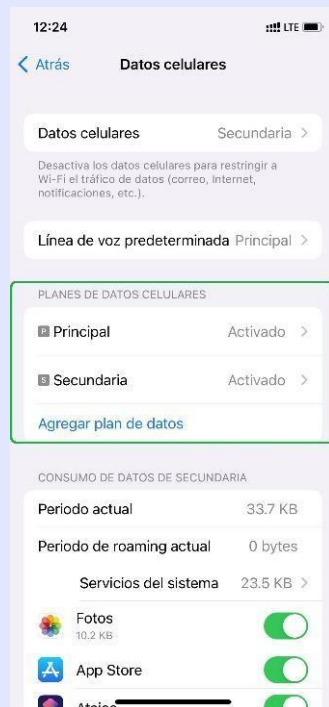 12:24
LTE
Atrás
Datos celulares
Datos celulares Secundaria
Desactiva los datos celulares para restringir a
Wi-Fi el tráfico de datos (correo, Internet,
notificaciones, etc.).
Línea de voz predeterminada Principal
PLANES DE DATOS CELULARES
P Principal Activado
S Secundaria Activado
Agregar plan de datos
CONSUMO DE DATOS DE SECUNDARIA
Periodo actual 33.7 KB
Periodo de roaming actual 0 bytes
Servicios del sistema 23.5 KB
Fotos
10.2 KB
App Store